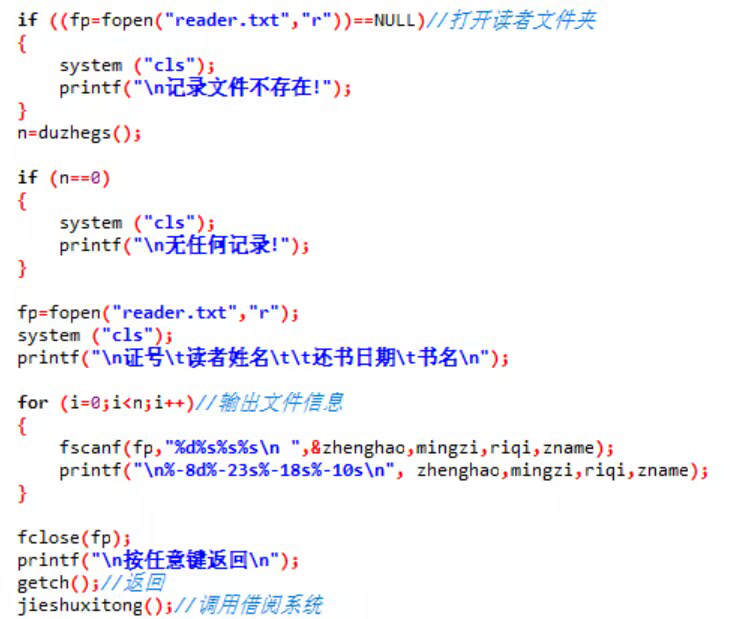 if ((fp=fopen("reader.txt","r"))==NULL)//打开读者文件夹
{
    system ("cls");
    printf("\n记录文件不存在!");
}
n=duzhegs();
if (n==0)
{
    system ("cls");
    printf("\n无任何记录!");
}
fp=fopen("reader.txt","r");
system ("cls");
printf("\n证号\t读者姓名\t\t还书日期\t书名\n");
for (i=0;i<n;i++)//输出文件信息
{
    fscanf(fp,"%d%s%s%s\n ",&zhenghao,mingzi,riqi,zname);
    printf("\n%-8d%-23s%-18s%-10s\n", zhenghao,mingzi,riqi,zname);
}
fclose(fp);
printf("\n按任意键返回\n");
getch();//返回
jieshuxitong();//调用借阅系统